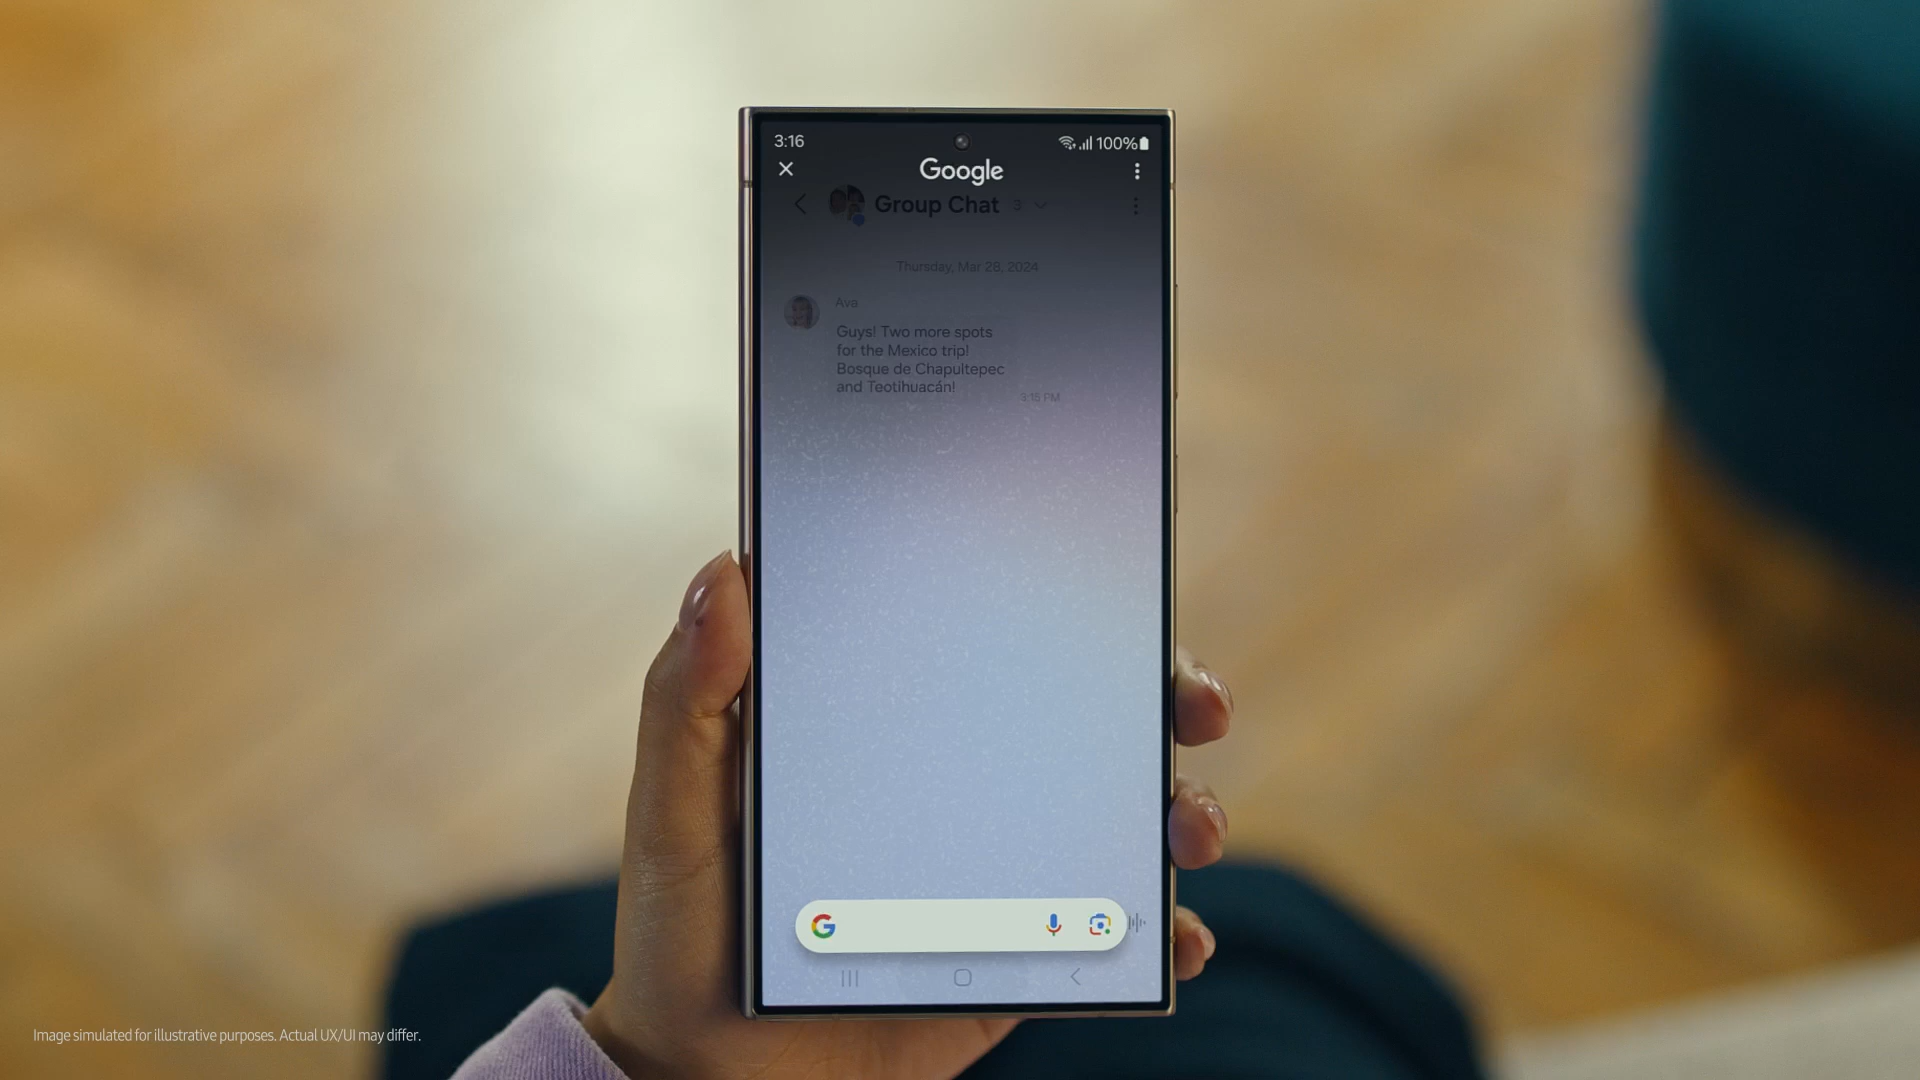 3:16
100%
Google
Group Chat 3
Thursday, Mar 28, 2024
Ava
Guys! Two more spots
for the Mexico trip!
Bosque de Chapultepec
and Teotihuacán!
3:15 PM
Image simulated for illustrative purposes. Actual UX/UI may differ.